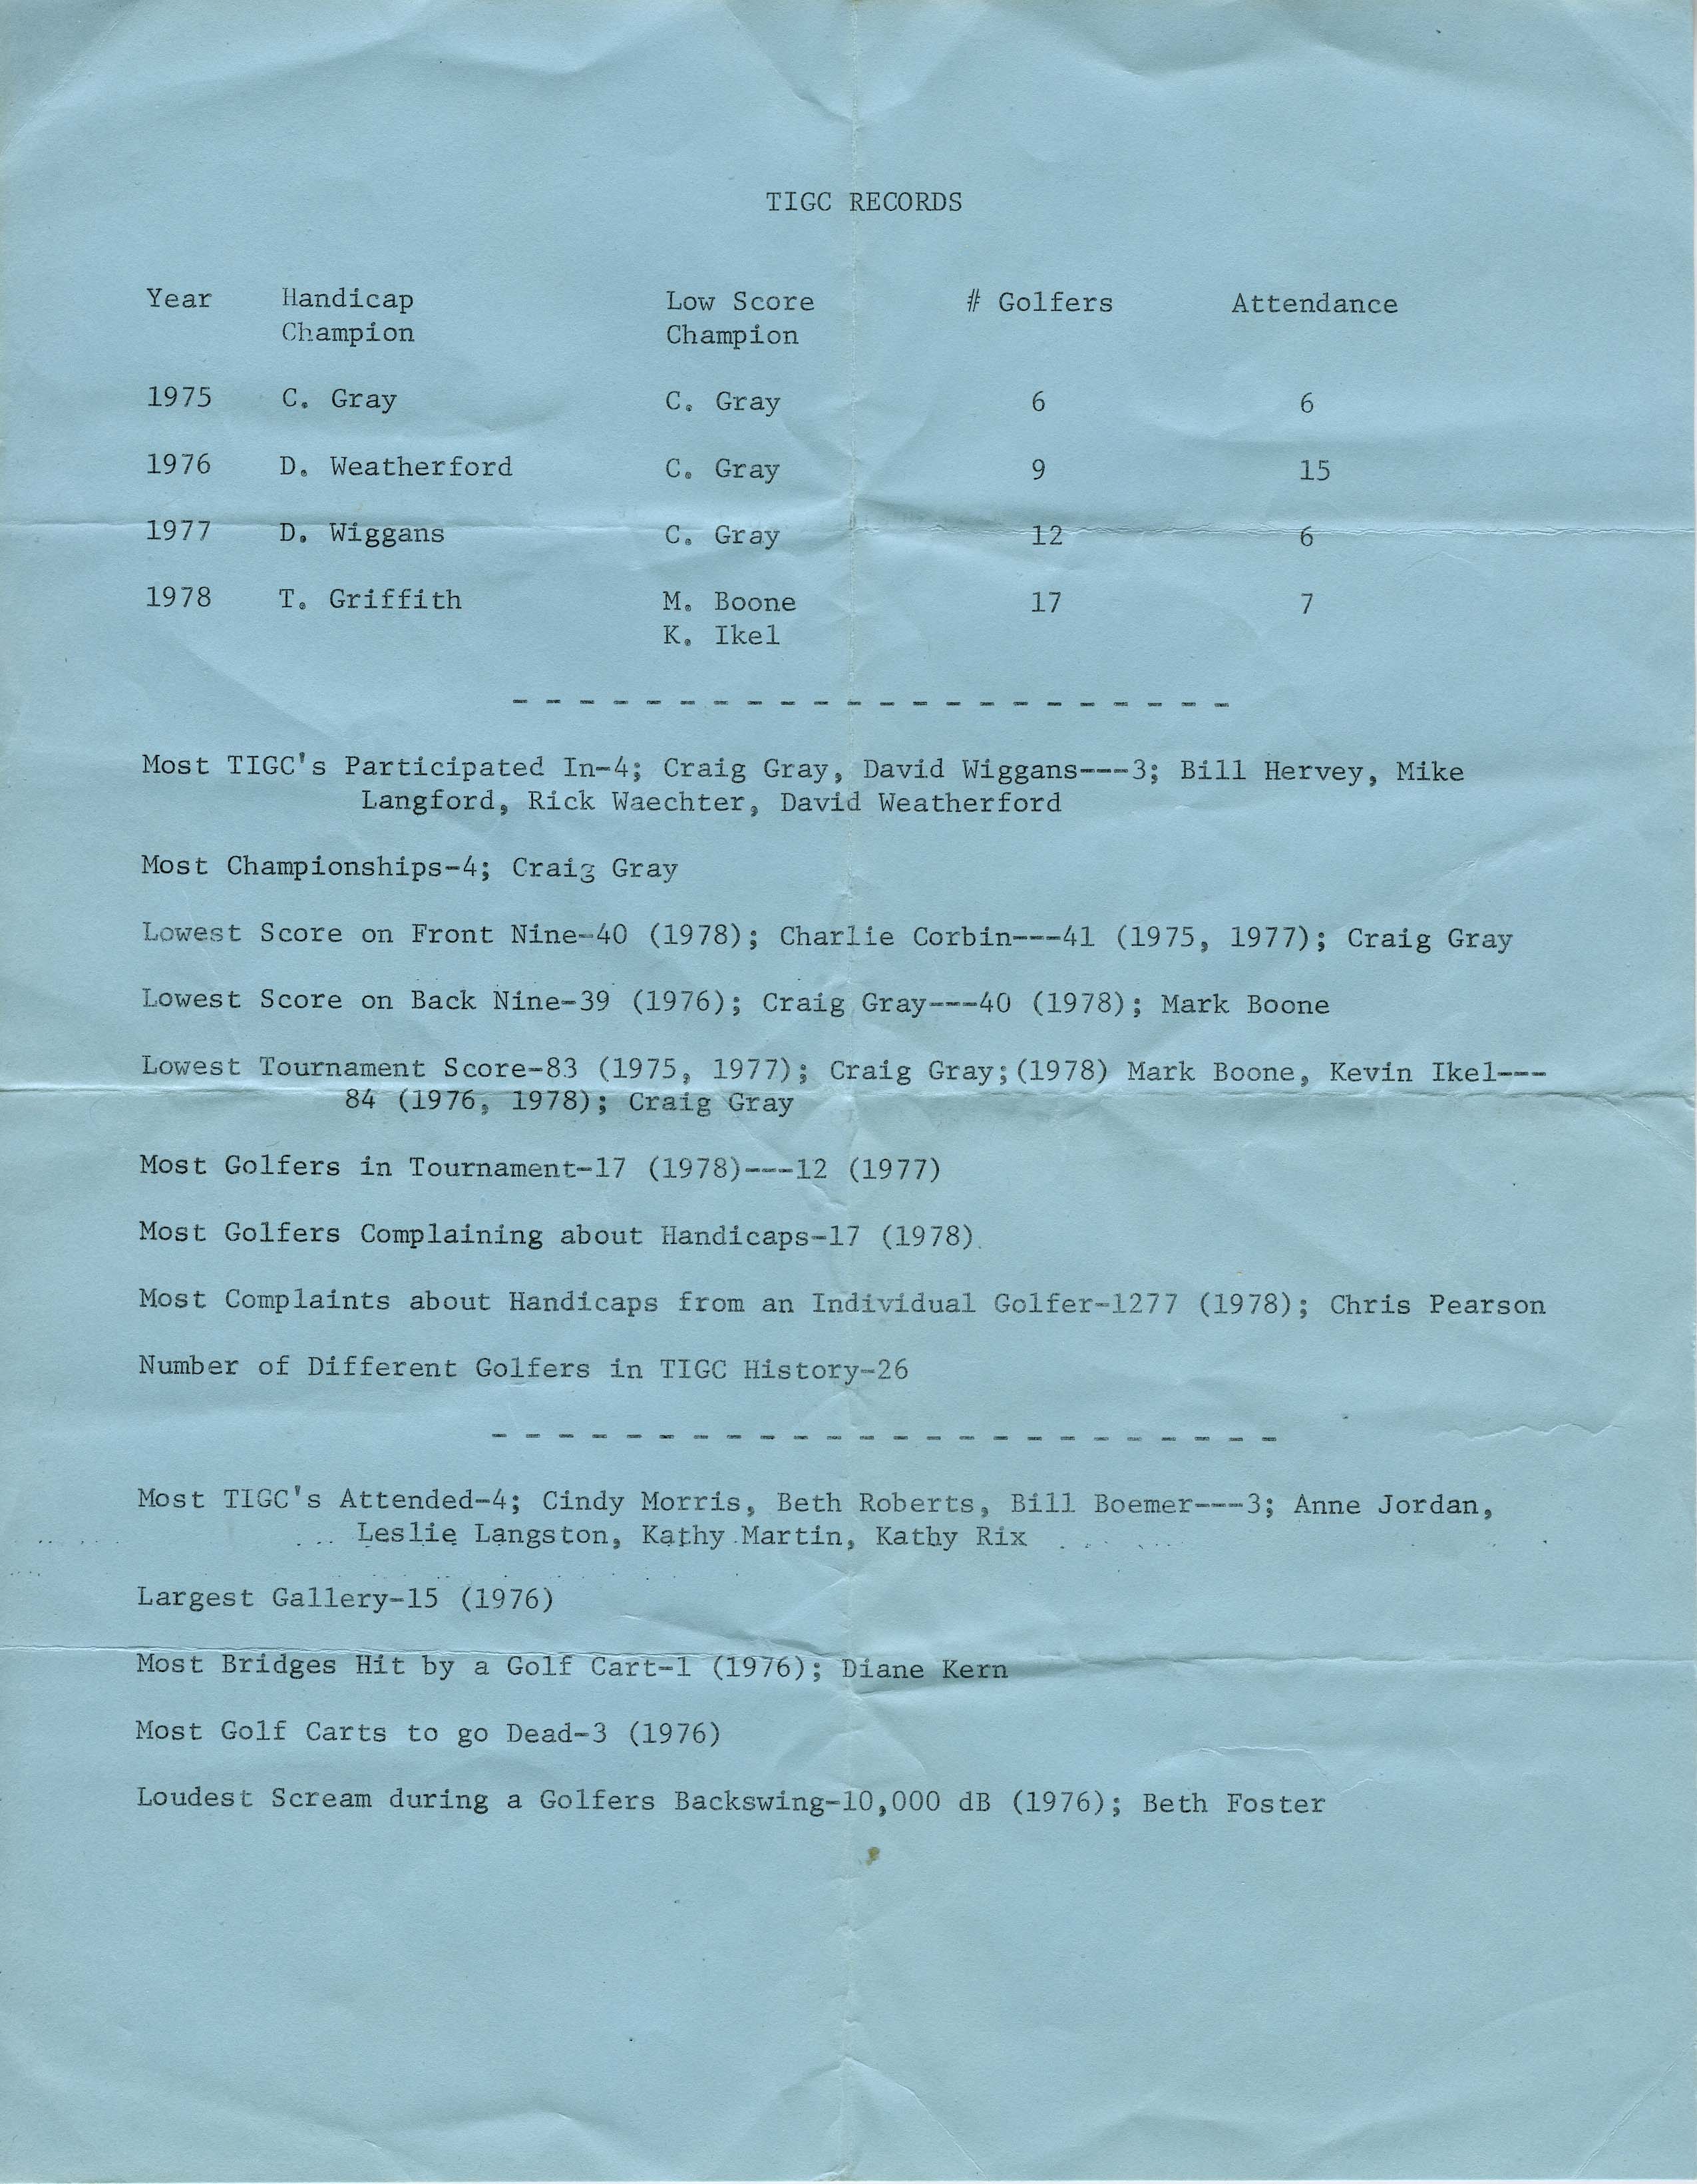 TIGC RECORDS
Year Handicap Low Score # Golfers Attendance
Champion Champion
1975 C. Gray C. Gray 6 6
1976 D. Weatherford C. Gray 9 15
1977 D. Wiggans C. Gray 12 6
1978 T. Griffith M. Boone 17 7
K. Ikel
- - - - - - - - - - - - - - - - - - - - - -
Most TIGC's Participated In-4; Craig Gray, David Wiggans---3; Bill Hervey, Mike
Langford, Rick Waechter, David Weatherford
Most Championships-4; Craig Gray
Lowest Score on Front Nine-40 (1978); Charlie Corbin---41 (1975, 1977); Craig Gray
Lowest Score on Back Nine-39 (1976); Craig Gray---40 (1978); Mark Boone
Lowest Tournament Score-83 (1975, 1977); Craig Gray;(1978) Mark Boone, Kevin Ikel---
84 (1976, 1978); Craig Gray
Most Golfers in Tournament-17 (1978)---12 (1977)
Most Golfers Complaining about Handicaps-17 (1978)
Most Complaints about Handicaps from an Individual Golfer-1277 (1978); Chris Pearson
Number of Different Golfers in TIGC History-26
- - - - - - - - - - - - - - - - - - - - - - - -
Most TIGC's Attended-4; Cindy Morris, Beth Roberts, Bill Boemer---3; Anne Jordan,
Leslie Langston, Kathy Martin, Kathy Rix
Largest Gallery-15 (1976)
Most Bridges Hit by a Golf Cart-1 (1976); Diane Kern
Most Golf Carts to go Dead-3 (1976)
Loudest Scream during a Golfers Backswing-10,000 dB (1976); Beth Foster